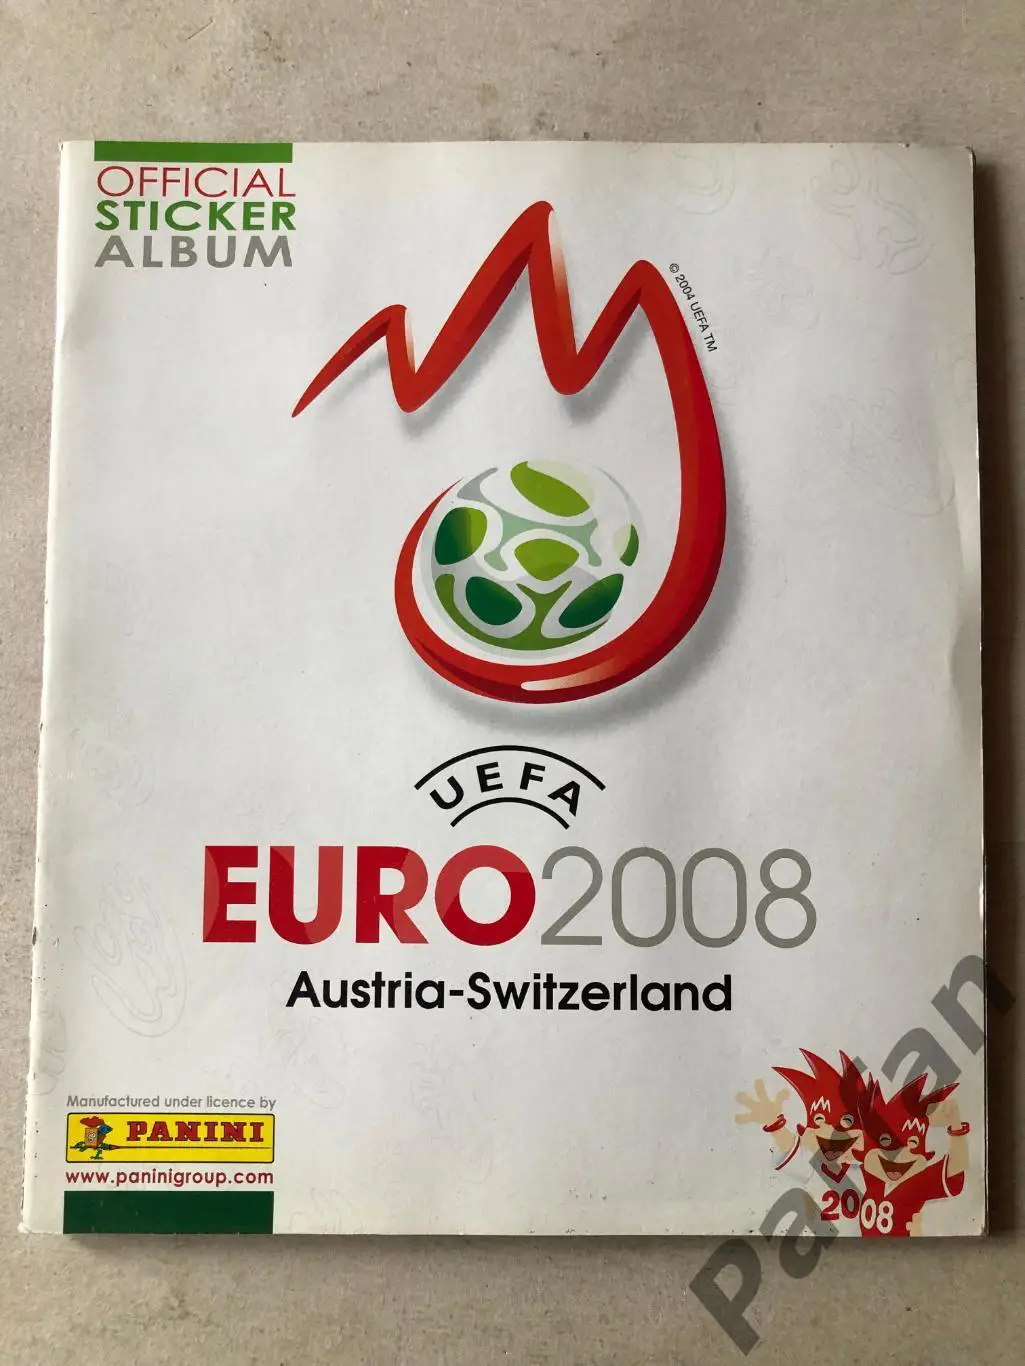 OFFICIAL
STICKER
ALBUM
© 2004 UEFA TM
UEFA
EURO2008
Austria-Switzerland
Manufactured under licence by
PANINI
www.paninigroup.com
2008